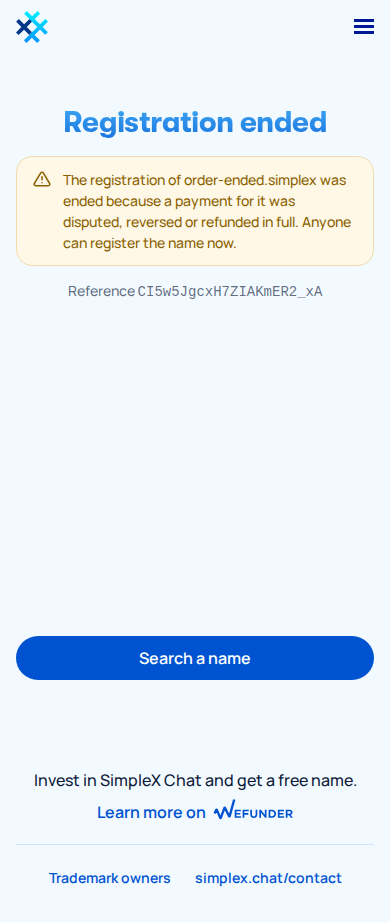 Registration ended
The registration of order-ended.simplex was
ended because a payment for it was
disputed, reversed or refunded in full. Anyone
can register the name now.
Reference CI5w5JgcxH7ZIAKmER2_xA
Search a name
Invest in SimpleX Chat and get a free name.
Learn more on WEFUNDER
Trademark owners simplex.chat/contact